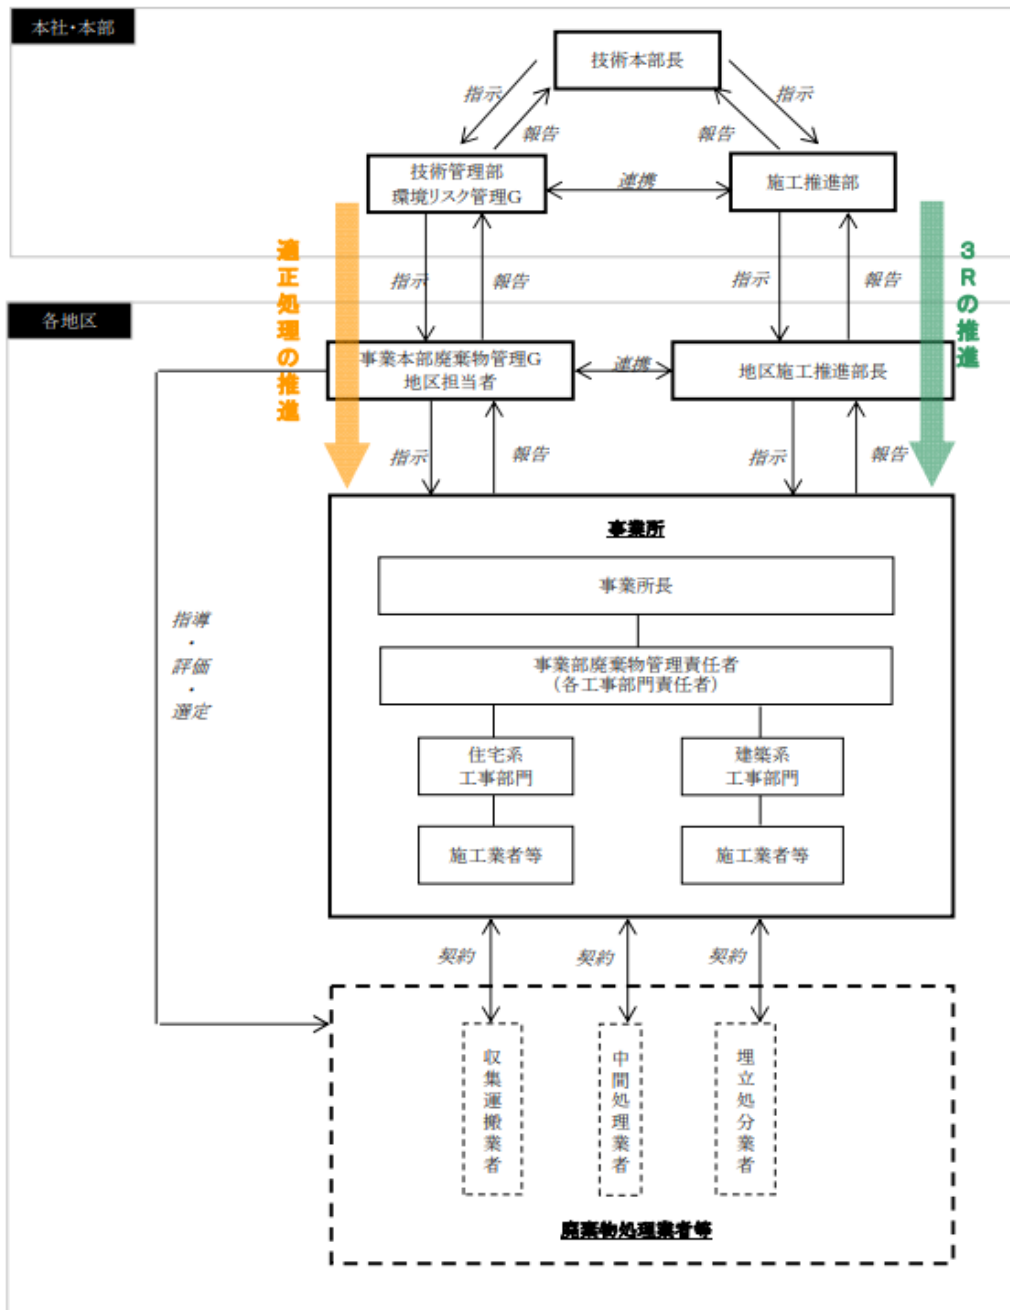 本社・本部
技術本部長
指示
指示
報告
報告
技術管理部
環境リスク管理G
連携
施工推進部
適正処理の推進
3Rの推進
指示
報告
指示
報告
各地区
事業本部廃棄物管理G
地区担当者
連携
地区施工推進部長
指示
報告
指示
報告
事業所
事業所長
事業部廃棄物管理責任者
（各工事部門責任者）
住宅系
工事部門
建築系
工事部門
施工業者等
施工業者等
指導
・
評価
・
選定
契約
契約
契約
収集運搬業者
中間処理業者
埋立処分業者
廃棄物処理業者等